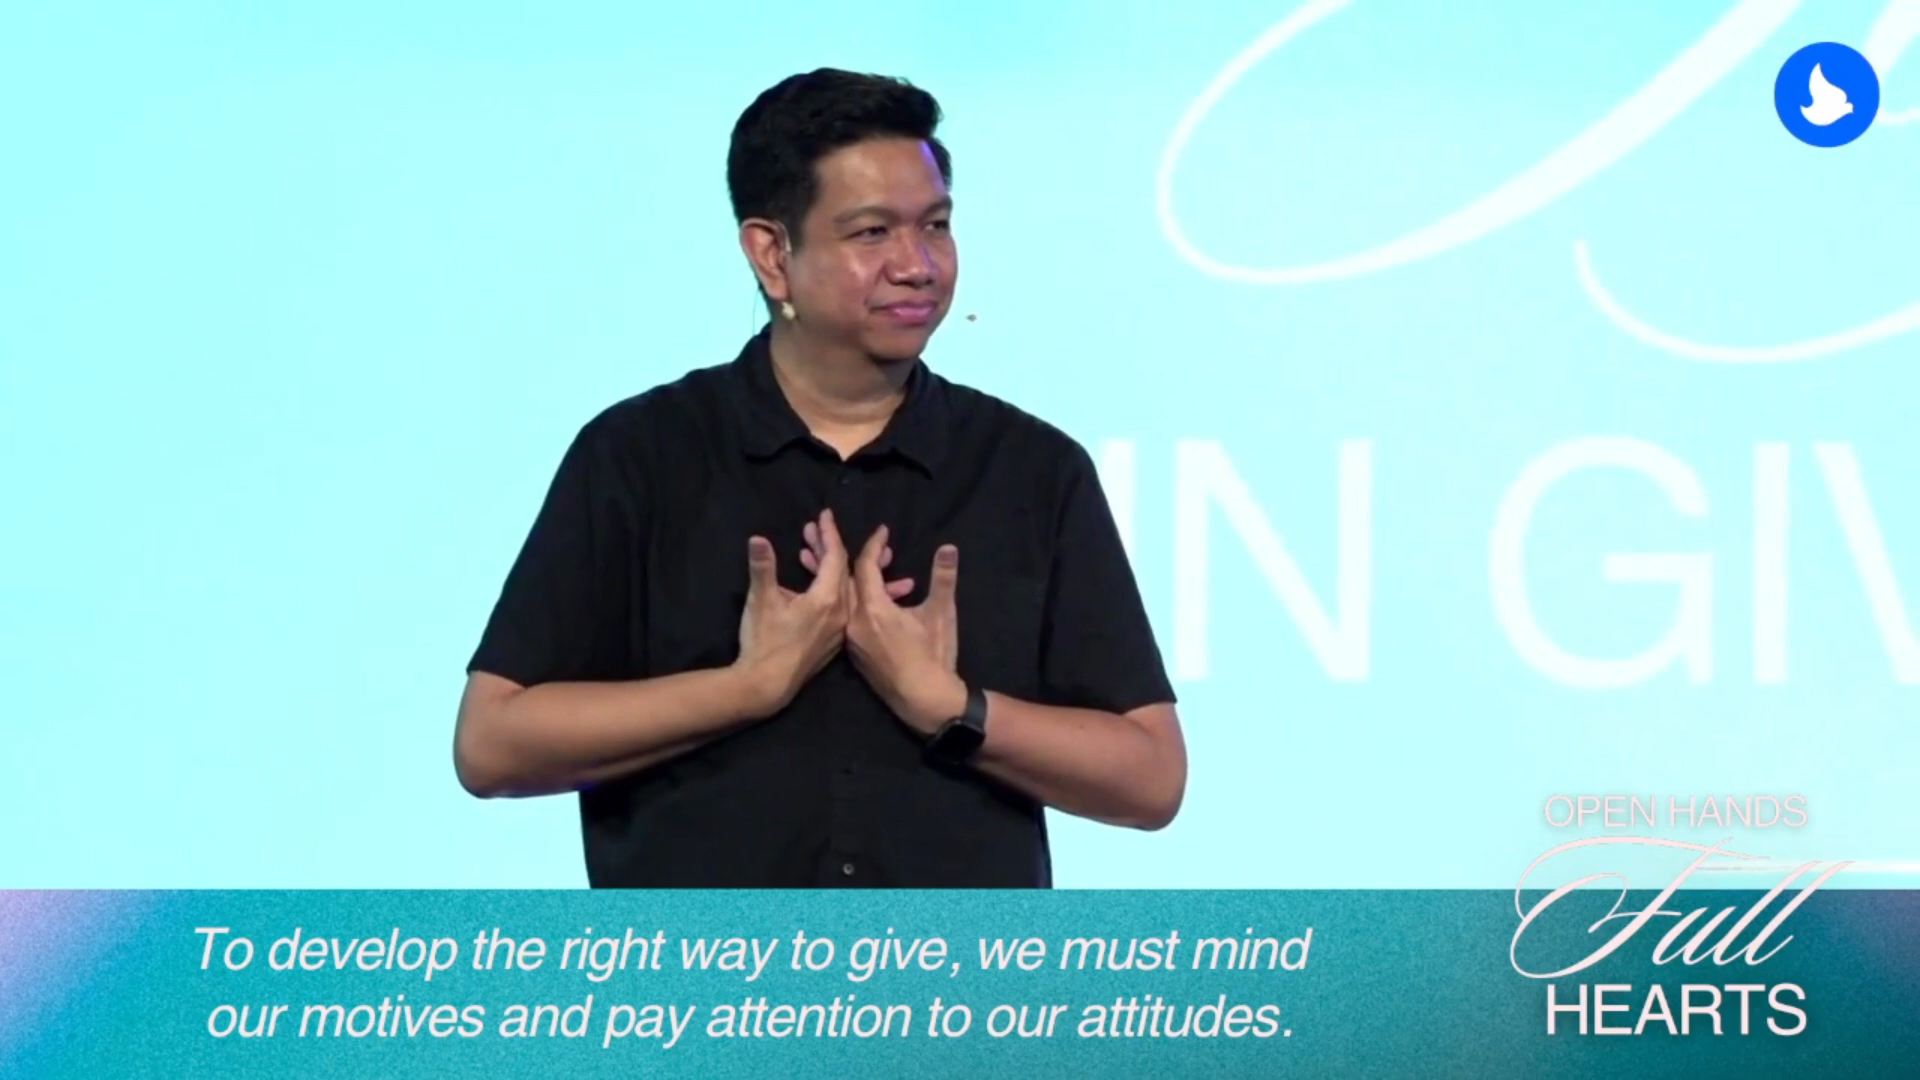 IN GIV
OPEN HANDS
Full
HEARTS
To develop the right way to give, we must mind
our motives and pay attention to our attitudes.